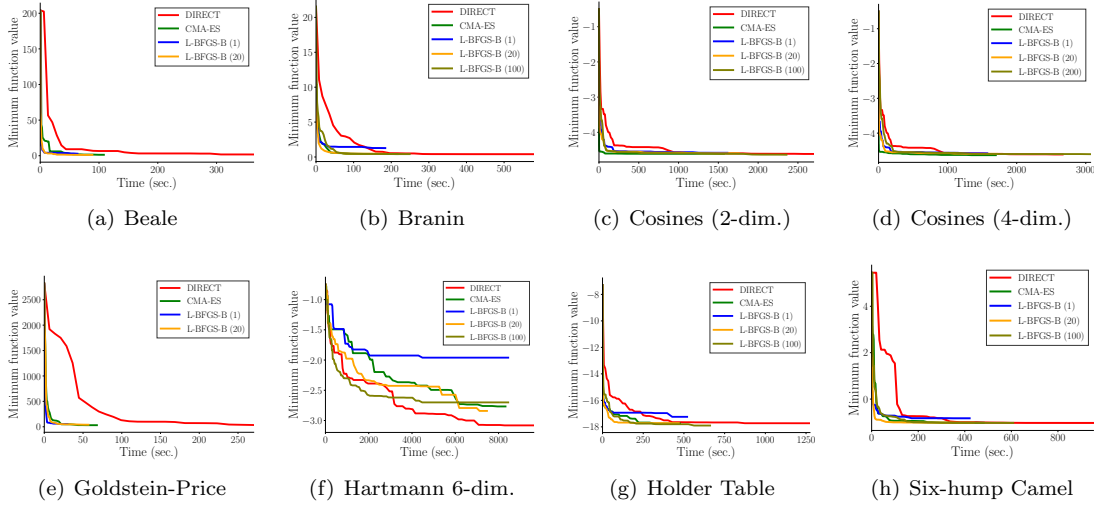 Minimum function value
200
150
100
50
0
0
100
200
300
Time (sec.)
DIRECT
CMA-ES
L-BFGS-B (1)
L-BFGS-B (20)
(a) Beale
Minimum function value
20
15
10
5
0
0
100
200
300
400
500
Time (sec.)
DIRECT
CMA-ES
L-BFGS-B (1)
L-BFGS-B (20)
L-BFGS-B (100)
(b) Branin
Minimum function value
−1
−2
−3
−4
0
500
1000
1500
2000
2500
Time (sec.)
DIRECT
CMA-ES
L-BFGS-B (1)
L-BFGS-B (20)
L-BFGS-B (100)
(c) Cosines (2-dim.)
Minimum function value
−1
−2
−3
−4
0
1000
2000
3000
Time (sec.)
DIRECT
CMA-ES
L-BFGS-B (1)
L-BFGS-B (20)
L-BFGS-B (200)
(d) Cosines (4-dim.)
Minimum function value
2500
2000
1500
1000
500
0
0
50
100
150
200
250
Time (sec.)
DIRECT
CMA-ES
L-BFGS-B (1)
L-BFGS-B (20)
(e) Goldstein-Price
Minimum function value
−1.0
−1.5
−2.0
−2.5
−3.0
0
2000
4000
6000
8000
Time (sec.)
DIRECT
CMA-ES
L-BFGS-B (1)
L-BFGS-B (20)
L-BFGS-B (100)
(f) Hartmann 6-dim.
Minimum function value
−8
−10
−12
−14
−16
−18
0
250
500
750
1000
1250
Time (sec.)
DIRECT
CMA-ES
L-BFGS-B (1)
L-BFGS-B (20)
L-BFGS-B (100)
(g) Holder Table
Minimum function value
4
2
0
0
200
400
600
800
Time (sec.)
DIRECT
CMA-ES
L-BFGS-B (1)
L-BFGS-B (20)
L-BFGS-B (100)
(h) Six-hump Camel